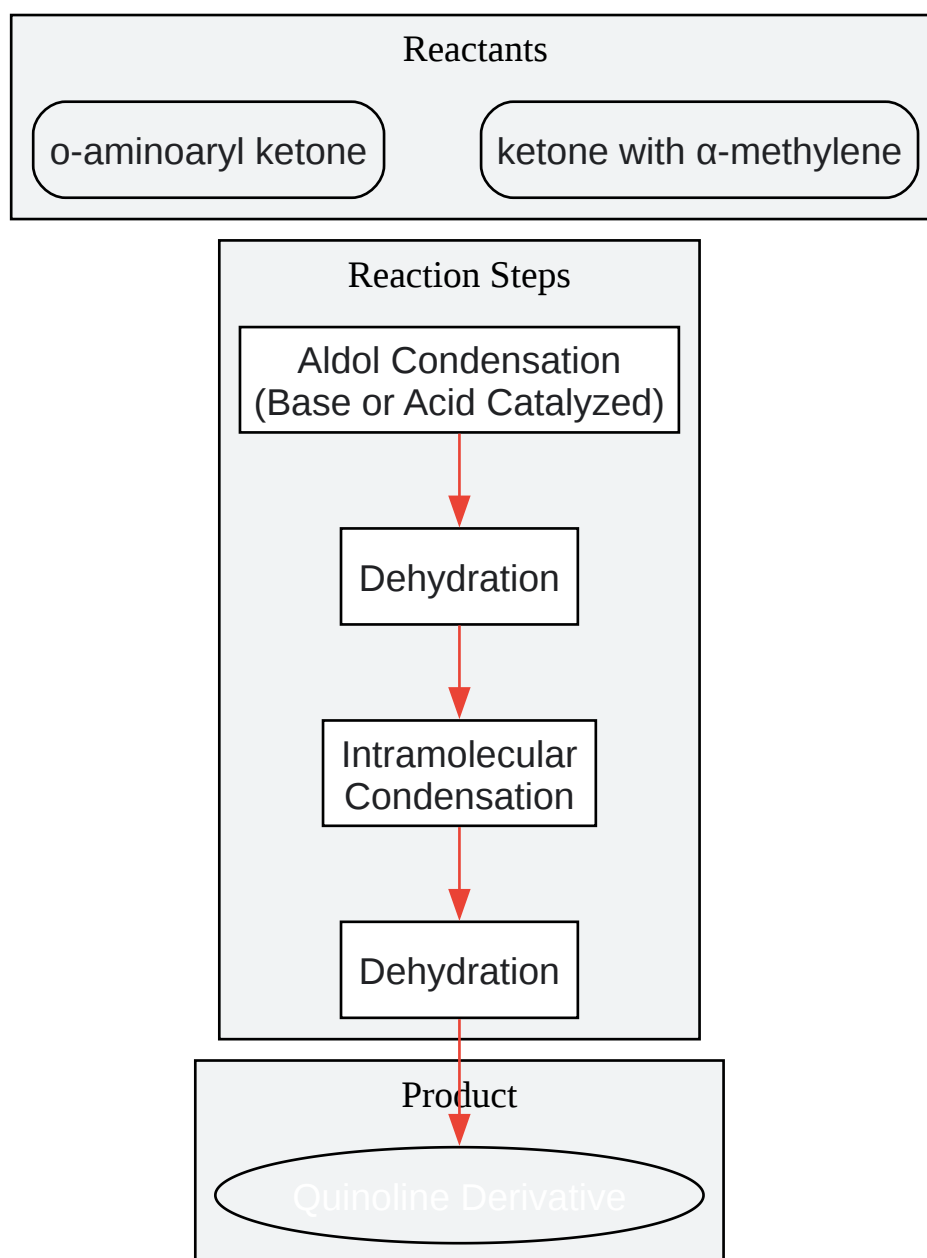 Reactants
o-aminoaryl ketone
ketone with α-methylene
Reaction Steps
Aldol Condensation
(Base or Acid Catalyzed)
Dehydration
Intramolecular
Condensation
Dehydration
Product
Quinoline Derivative